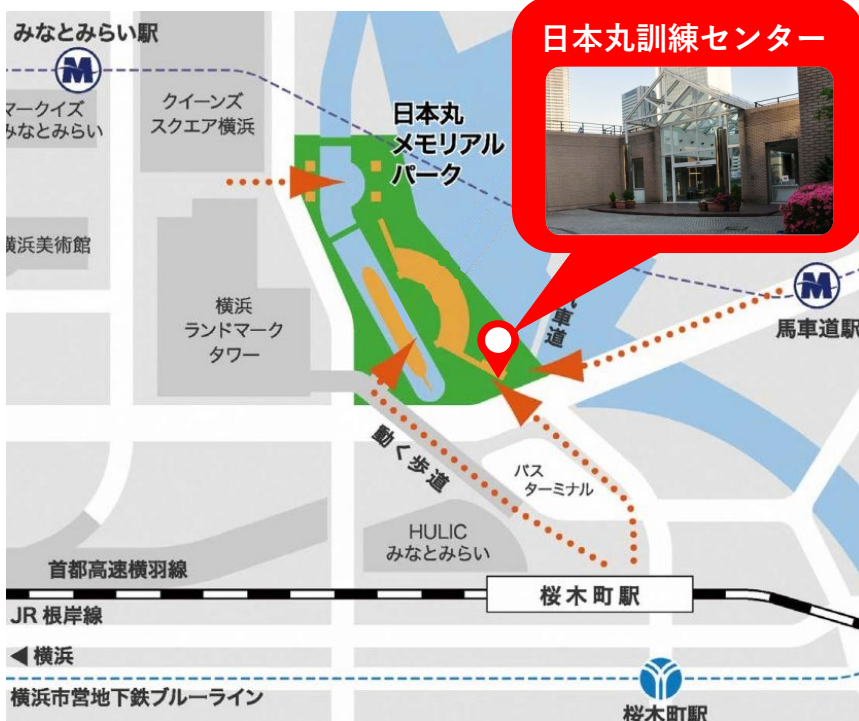 みなとみらい駅
マークイズ
みなとみらい
クイーンズ
スクエア横浜
日本丸
メモリアル
パーク
日本丸訓練センター
横浜美術館
横浜
ランドマーク
タワー
汽車道
馬車道駅
動く歩道
バス
ターミナル
HULIC
みなとみらい
首都高速横羽線
桜木町駅
JR 根岸線
◀ 横浜
横浜市営地下鉄ブルーライン
桜木町駅